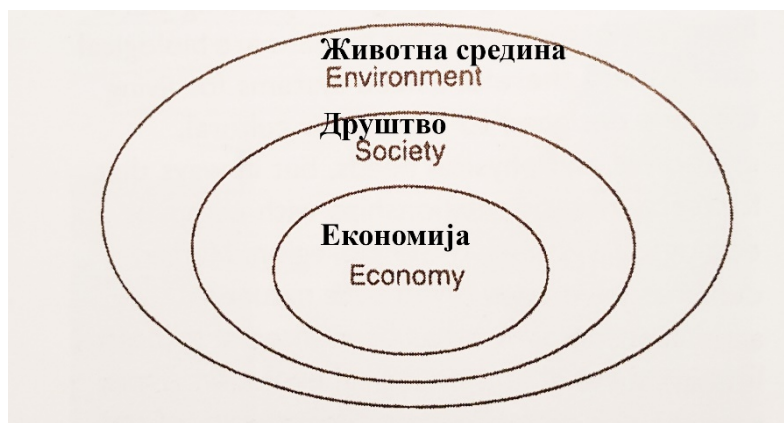 Животна средина
Environment
Друштво
Society
Економија
Economy